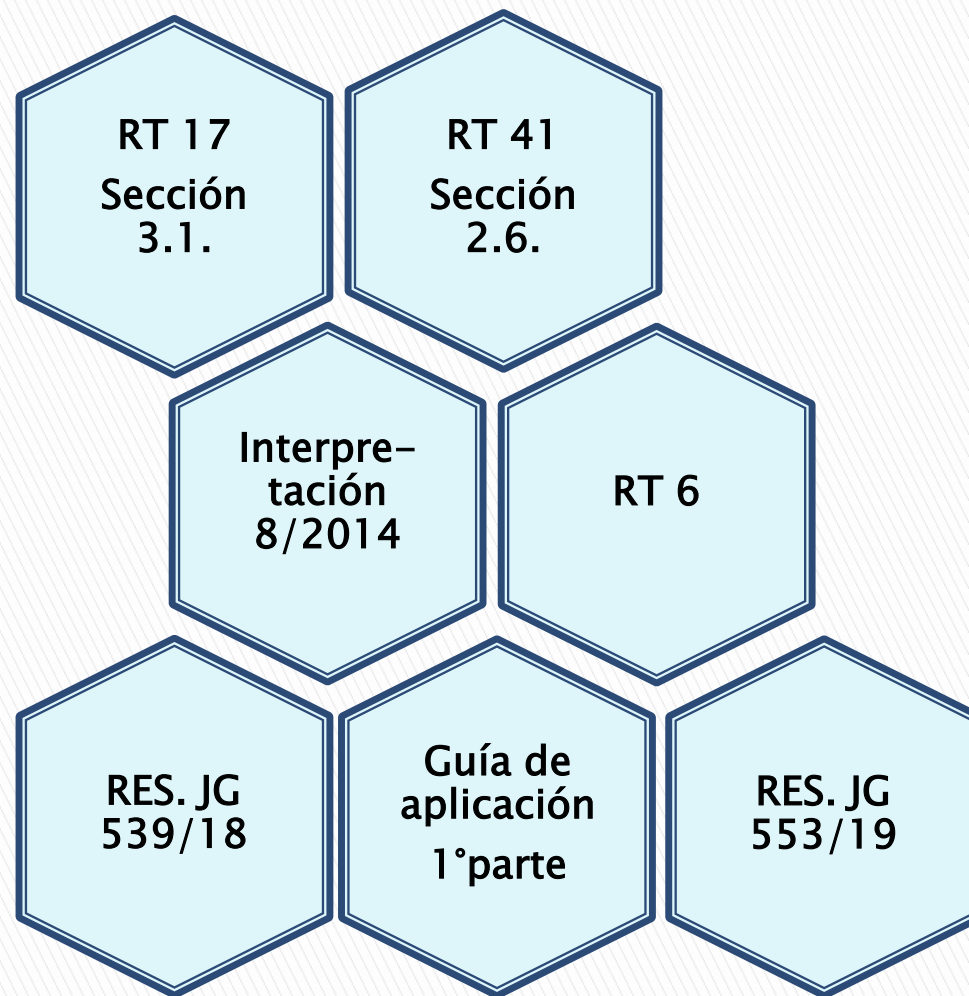 RT 17
Sección
3.1.
RT 41
Sección
2.6.
Interpre-
tación
8/2014
RT 6
RES. JG
539/18
Guía de
aplicación
1°parte
RES. JG
553/19